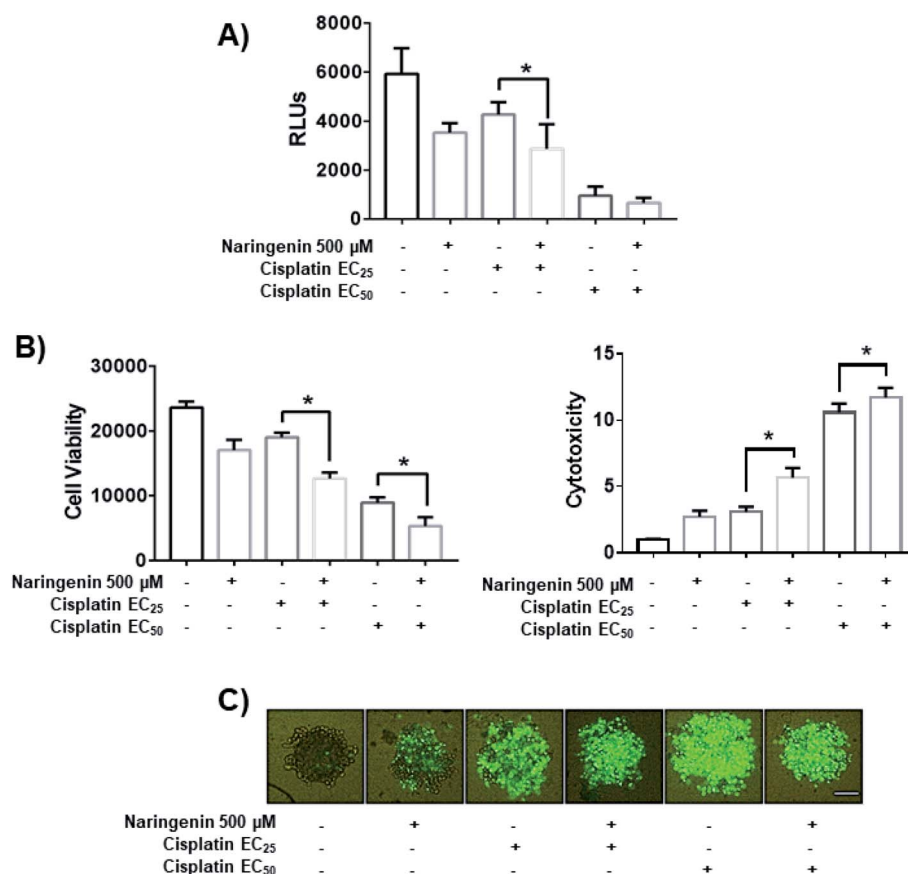 A)
8000
6000
4000
2000
0
RLUs
*
Naringenin 500 µM - + - + - +
Cisplatin EC25 - - + + - -
Cisplatin EC50 - - - - + +
B)
30000
20000
10000
0
Cell Viability
* *
Naringenin 500 µM - + - + - +
Cisplatin EC25 - - + + - -
Cisplatin EC50 - - - - + +
15
10
5
0
Cytotoxicity
* *
Naringenin 500 µM - + - + - +
Cisplatin EC25 - - + + - -
Cisplatin EC50 - - - - + +
C)
Naringenin 500 µM - + - + - +
Cisplatin EC25 - - + + - -
Cisplatin EC50 - - - - + +